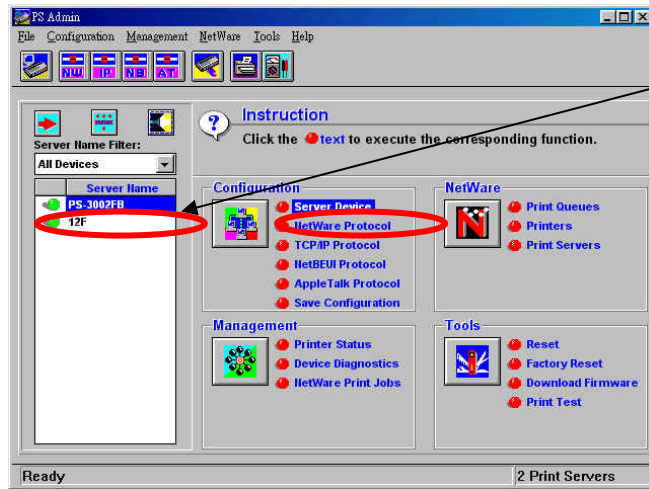 PS Admin
File Configuration Management NetWare Tools Help
NW IP NB AT
Instruction
Click the text to execute the corresponding function.
Server Name Filter:
All Devices
Server Name
PS-3002FB
12F
Configuration
Server Device
NetWare Protocol
TCP/IP Protocol
NetBEUI Protocol
AppleTalk Protocol
Save Configuration
NetWare
Print Queues
Printers
Print Servers
Management
Printer Status
Device Diagnostics
NetWare Print Jobs
Tools
Reset
Factory Reset
Download Firmware
Print Test
Ready
2 Print Servers